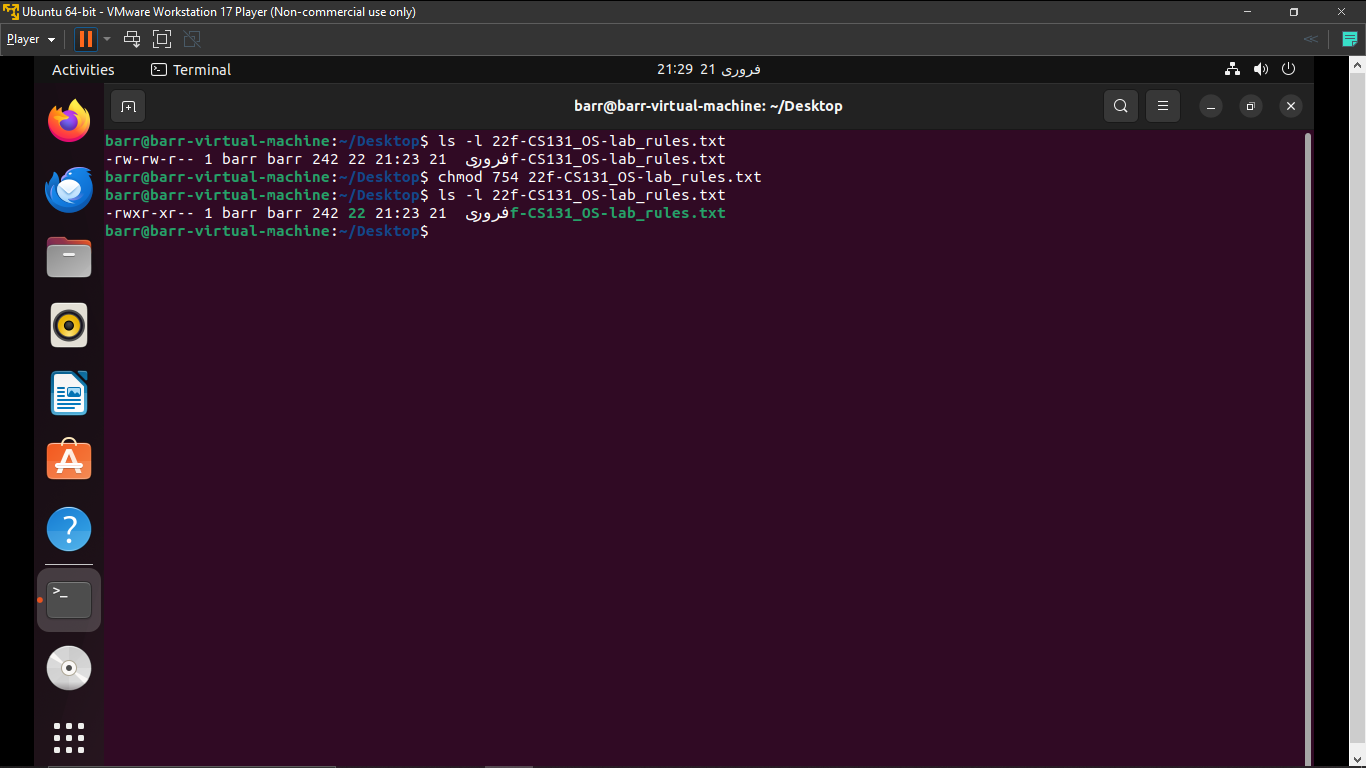 Ubuntu 64-bit - VMware Workstation 17 Player (Non-commercial use only)
Player
Activities
Terminal
21:29 21 فروری
barr@barr-virtual-machine: ~/Desktop
barr@barr-virtual-machine:~/Desktop$ ls -l 22f-CS131_OS-lab_rules.txt
-rw-rw-r-- 1 barr barr 242 22 21:23 21 فروریf-CS131_OS-lab_rules.txt
barr@barr-virtual-machine:~/Desktop$ chmod 754 22f-CS131_OS-lab_rules.txt
barr@barr-virtual-machine:~/Desktop$ ls -l 22f-CS131_OS-lab_rules.txt
-rwxr-xr-- 1 barr barr 242 22 21:23 21 فروریf-CS131_OS-lab_rules.txt
barr@barr-virtual-machine:~/Desktop$